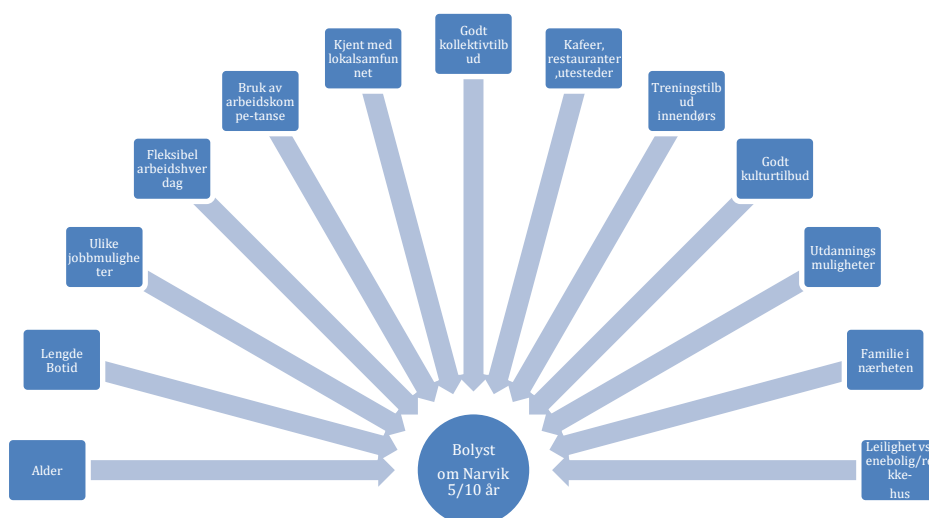 Alder
Lengde
Botid
Ulike
jobbmulighe
ter
Fleksibel
arbeidshver
dag
Bruk av
arbeidskom
pe-tanse
Kjent med
lokalsamfun
net
Godt
kollektivtilb
ud
Kafeer,
restauranter
,utesteder
Treningstilb
ud
innendørs
Godt
kulturtilbud
Utdannings
muligheter
Familie i
nærheten
Leilighet vs
enebolig/re
kke-
hus
Bolyst
om Narvik
5/10 år